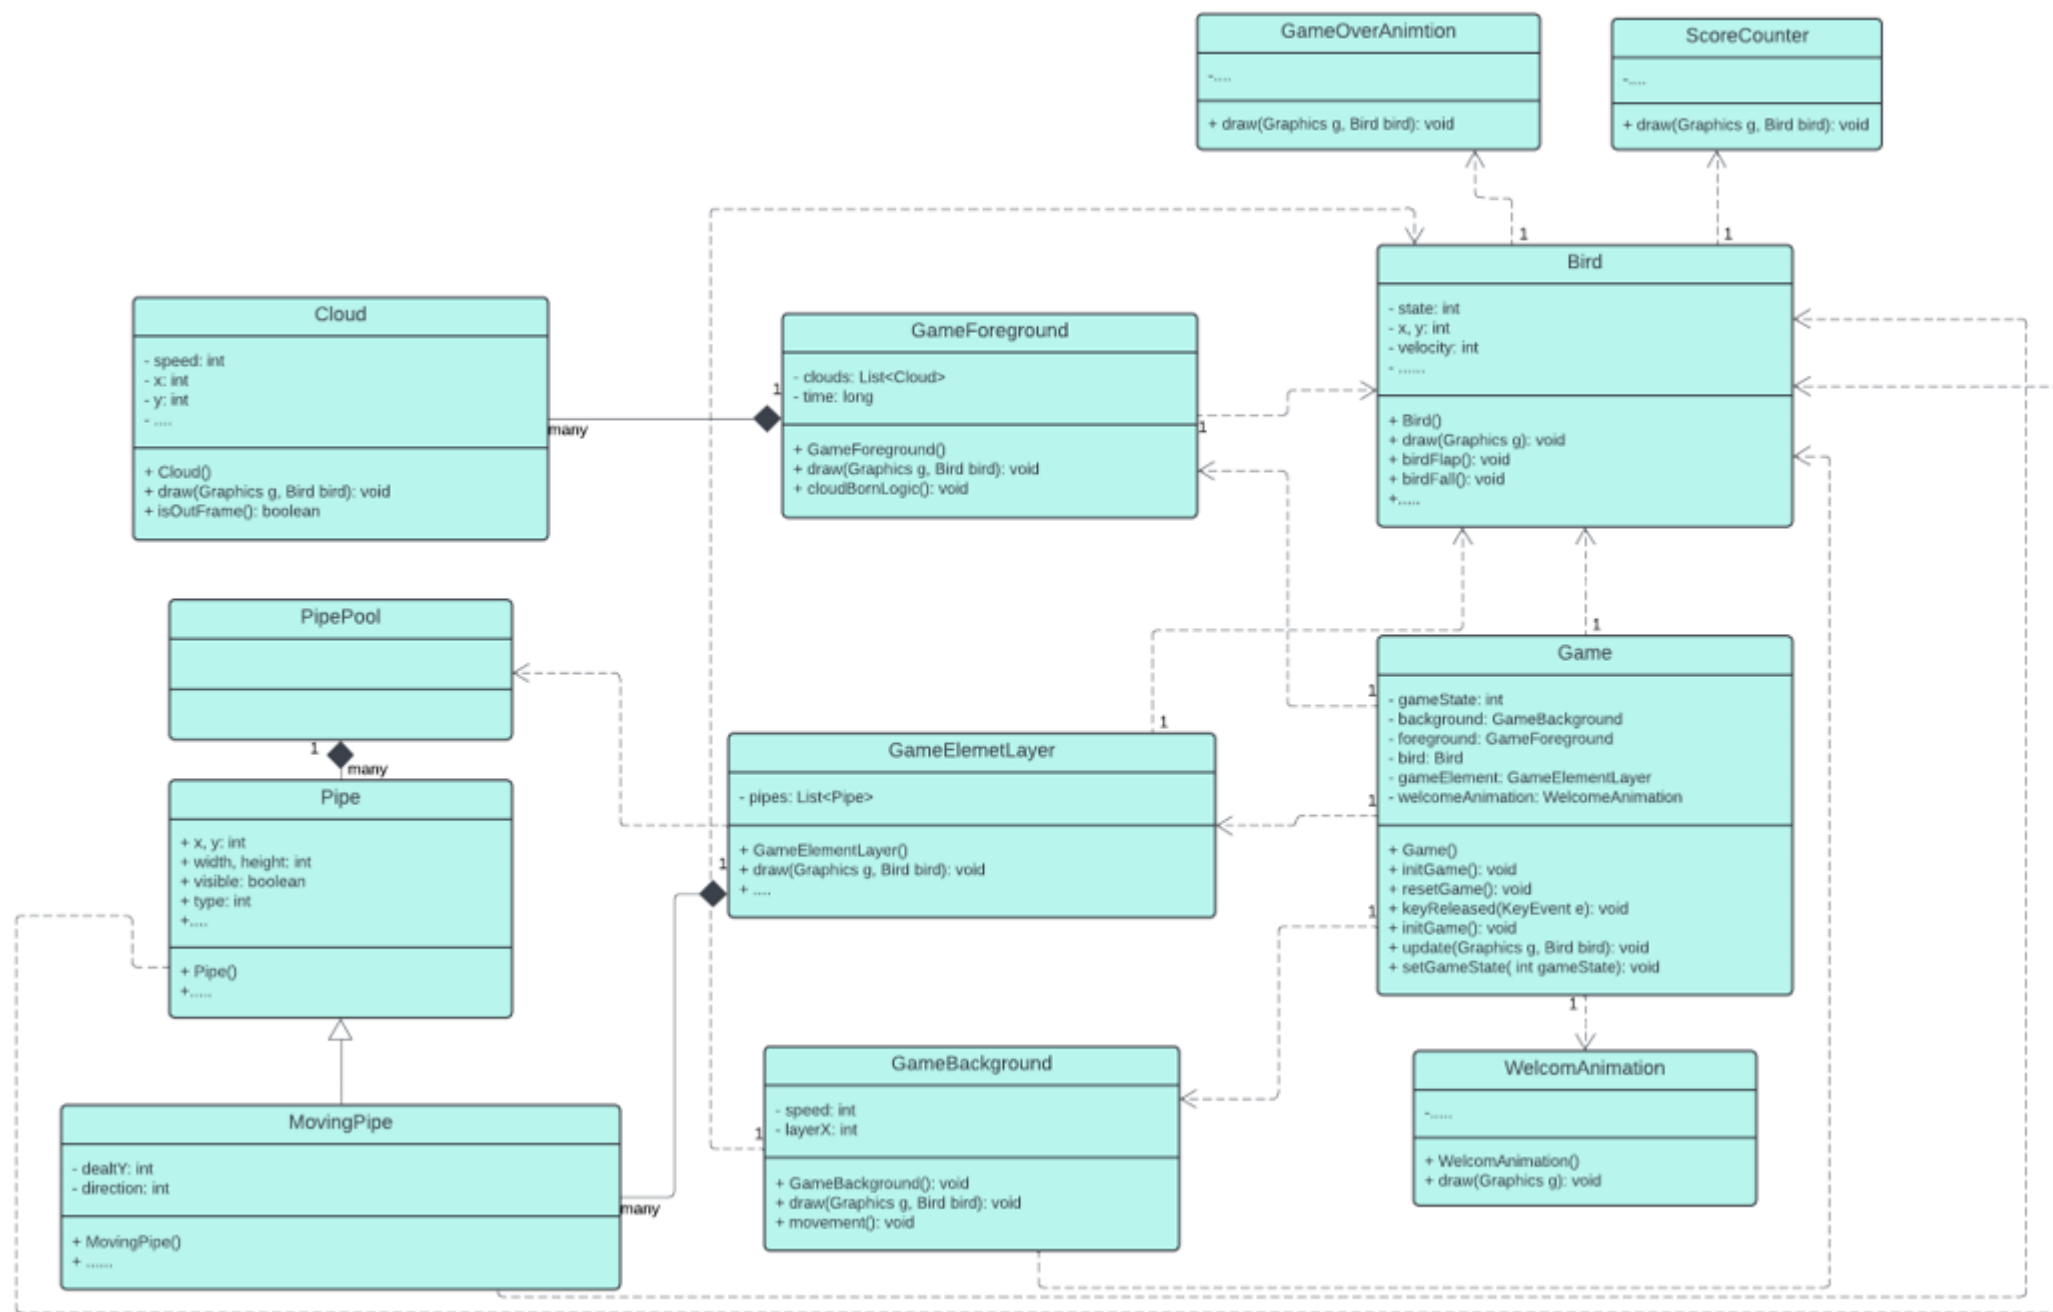 GameOverAnimtion
-....
+ draw(Graphics g, Bird bird): void
ScoreCounter
-....
+ draw(Graphics g, Bird bird): void
1
1
Bird
- state: int
- x, y: int
- velocity: int
- ......
+ Bird()
+ draw(Graphics g): void
+ birdFlap(): void
+ birdFall(): void
+.....
Cloud
- speed: int
- x: int
- y: int
- ....
+ Cloud()
+ draw(Graphics g, Bird bird): void
+ isOutFrame(): boolean
many
1
GameForeground
- clouds: List<Cloud>
- time: long
+ GameForeground()
+ draw(Graphics g, Bird bird): void
+ cloudBornLogic(): void
1
PipePool
1
many
Pipe
+ x, y: int
+ width, height: int
+ visible: boolean
+ type: int
+....
+ Pipe()
+.....
1
GameElemetLayer
- pipes: List<Pipe>
+ GameElementLayer()
+ draw(Graphics g, Bird bird): void
+ ....
1
1
Game
- gameState: int
- background: GameBackground
- foreground: GameForeground
- bird: Bird
- gameElement: GameElementLayer
- welcomeAnimation: WelcomeAnimation
+ Game()
+ initGame(): void
+ resetGame(): void
+ keyReleased(KeyEvent e): void
+ initGame(): void
+ update(Graphics g, Bird bird): void
+ setGameState( int gameState): void
1
1
1
1
MovingPipe
- dealtY: int
- direction: int
+ MovingPipe()
+ ......
many
1
GameBackground
- speed: int
- layerX: int
+ GameBackground(): void
+ draw(Graphics g, Bird bird): void
+ movement(): void
WelcomAnimation
-.....
+ WelcomAnimation()
+ draw(Graphics g): void